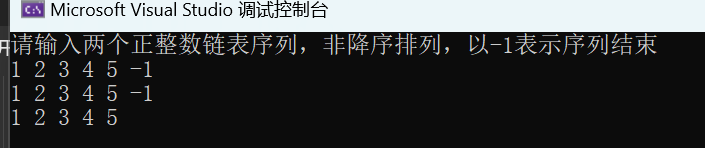 Microsoft Visual Studio 调试控制台
请输入两个正整数链表序列，非降序排列，以-1表示序列结束
1 2 3 4 5 -1
1 2 3 4 5 -1
1 2 3 4 5